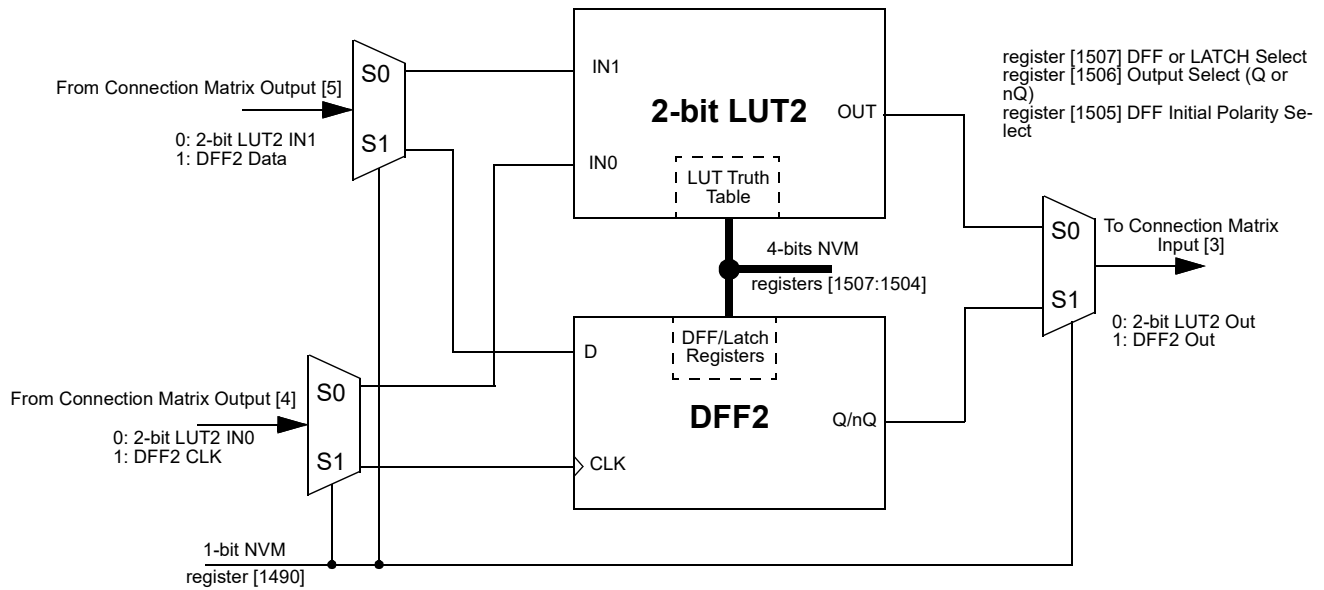 From Connection Matrix Output [5]
0: 2-bit LUT2 IN1
1: DFF2 Data
S0
S1
IN1
2-bit LUT2
OUT
IN0
LUT Truth
Table
register [1507] DFF or LATCH Select
register [1506] Output Select (Q or
nQ)
register [1505] DFF Initial Polarity Se-
lect
4-bits NVM
registers [1507:1504]
S0
S1
To Connection Matrix
Input [3]
0: 2-bit LUT2 Out
1: DFF2 Out
DFF/Latch
Registers
D
DFF2
Q/nQ
CLK
From Connection Matrix Output [4]
0: 2-bit LUT2 IN0
1: DFF2 CLK
S0
S1
1-bit NVM
register [1490]